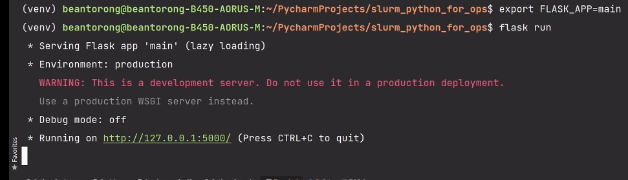 (venv) beantorong@beantorong-B450-AORUS-M:~/PycharmProjects/slurm_python_for_ops$ export FLASK_APP=main
(venv) beantorong@beantorong-B450-AORUS-M:~/PycharmProjects/slurm_python_for_ops$ flask run
* Serving Flask app 'main' (lazy loading)
* Environment: production
WARNING: This is a development server. Do not use it in a production deployment.
Use a production WSGI server instead.
* Debug mode: off
* Running on http://127.0.0.1:5000/ (Press CTRL+C to quit)
Favorites